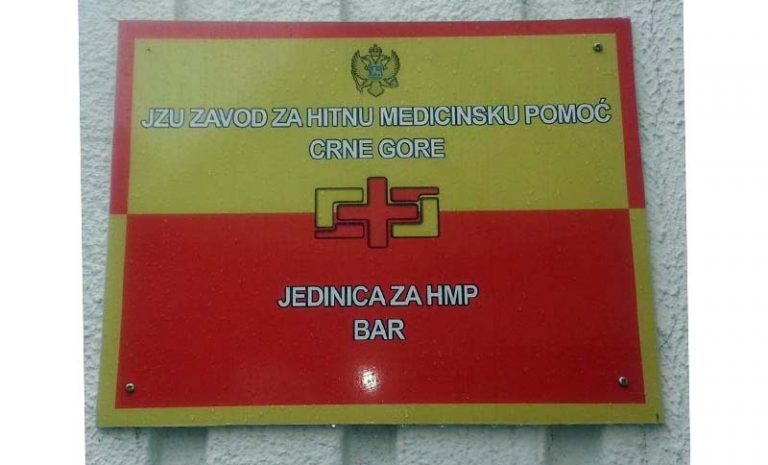 JZU ZAVOD ZA HITNU MEDICINSKU POMOĆ
CRNE GORE
JEDINICA ZA HMP
BAR